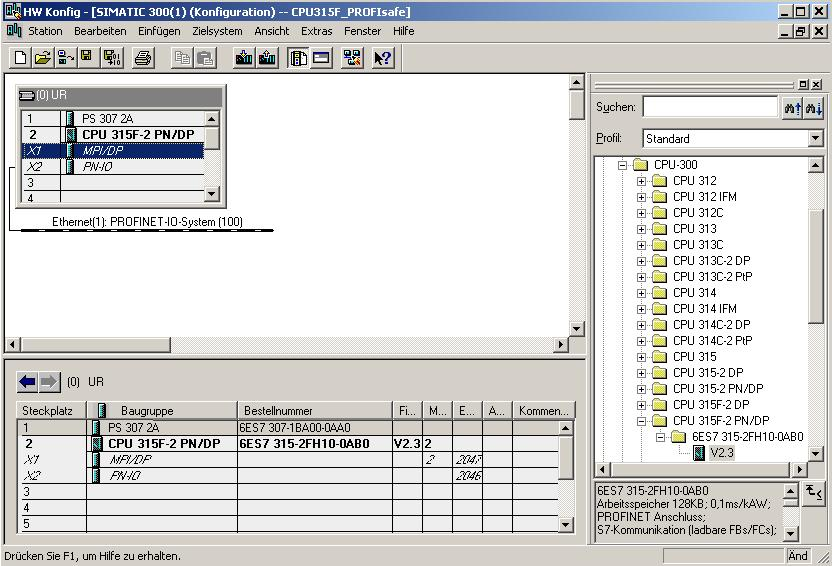 HW Konfig - [SIMATIC 300(1) (Konfiguration) -- CPU315F_PROFIsafe]
Station Bearbeiten Einfügen Zielsystem Ansicht Extras Fenster Hilfe
(0) UR
1 PS 307 2A
2 CPU 315F-2 PN/DP
X1 MPI/DP
X2 PN-IO
3
4
Ethernet(1): PROFINET-IO-System (100)
Suchen:
Profil: Standard
CPU-300
CPU 312
CPU 312 IFM
CPU 312C
CPU 313
CPU 313C
CPU 313C-2 DP
CPU 313C-2 PtP
CPU 314
CPU 314 IFM
CPU 314C-2 DP
CPU 314C-2 PtP
CPU 315
CPU 315-2 DP
CPU 315-2 PN/DP
CPU 315F-2 DP
CPU 315F-2 PN/DP
6ES7 315-2FH10-0AB0
V2.3
6ES7 315-2FH10-0AB0
Arbeitsspeicher 128KB; 0,1ms/kAW;
PROFINET Anschluss;
S7-Kommunikation (ladbare FBs/FCs);
(0) UR
Steckplatz Baugruppe Bestellnummer Fi... M... E... A... Kommen...
1 PS 307 2A 6ES7 307-1BA00-0AA0
2 CPU 315F-2 PN/DP 6ES7 315-2FH10-0AB0 V2.3 2
X1 MPI/DP 2 2047
X2 PN-IO 2046
3
4
5
Drücken Sie F1, um Hilfe zu erhalten.
Änd